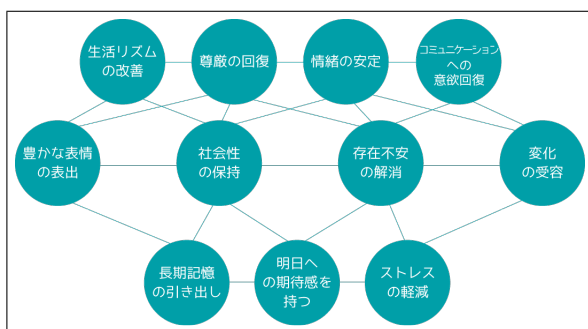 生活リズム
の改善
尊厳の回復
情緒の安定
コミュニケーション
への
意欲回復
豊かな表情
の表出
社会性
の保持
存在不安
の解消
変化
の受容
長期記憶
の引き出し
明日へ
の期待感を
持つ
ストレス
の軽減